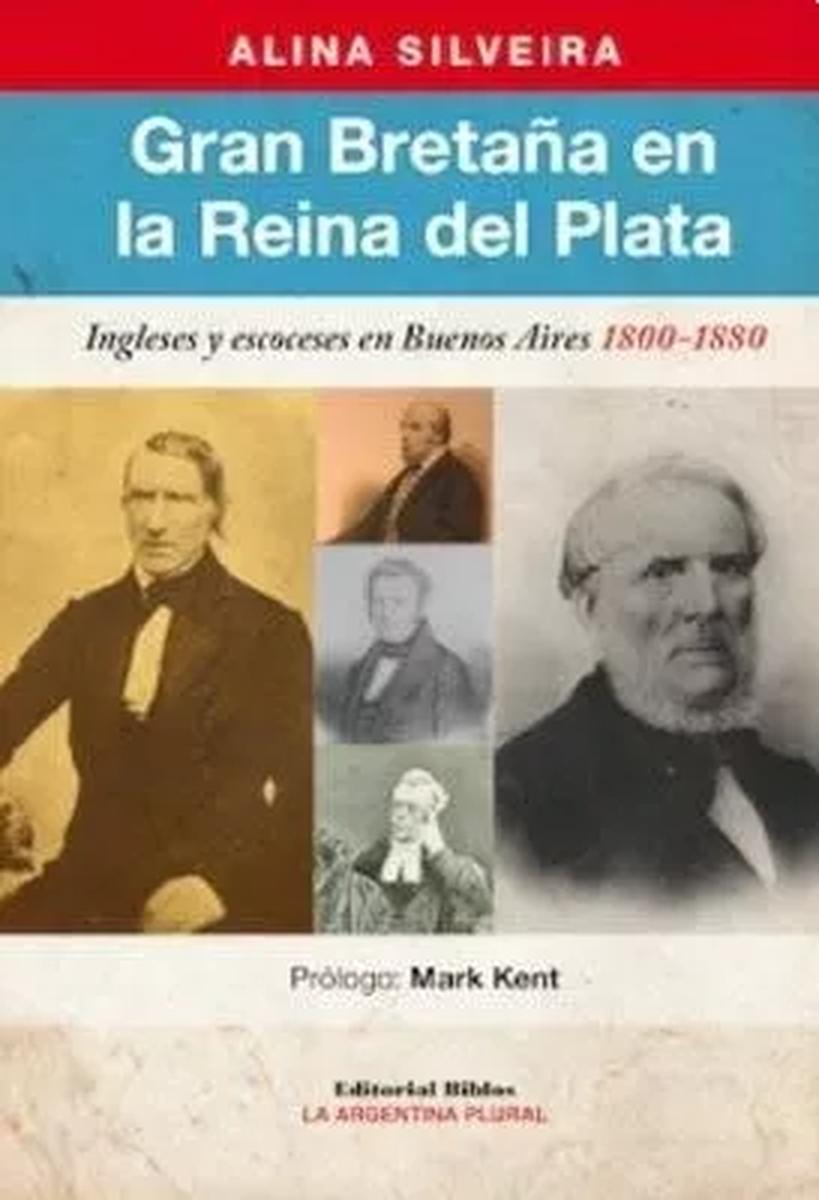 ALINA SILVEIRA
Gran Bretaña en
la Reina del Plata
Ingleses y escoceses en Buenos Aires 1800-1880
Prólogo: Mark Kent
Editorial Biblos
LA ARGENTINA PLURAL